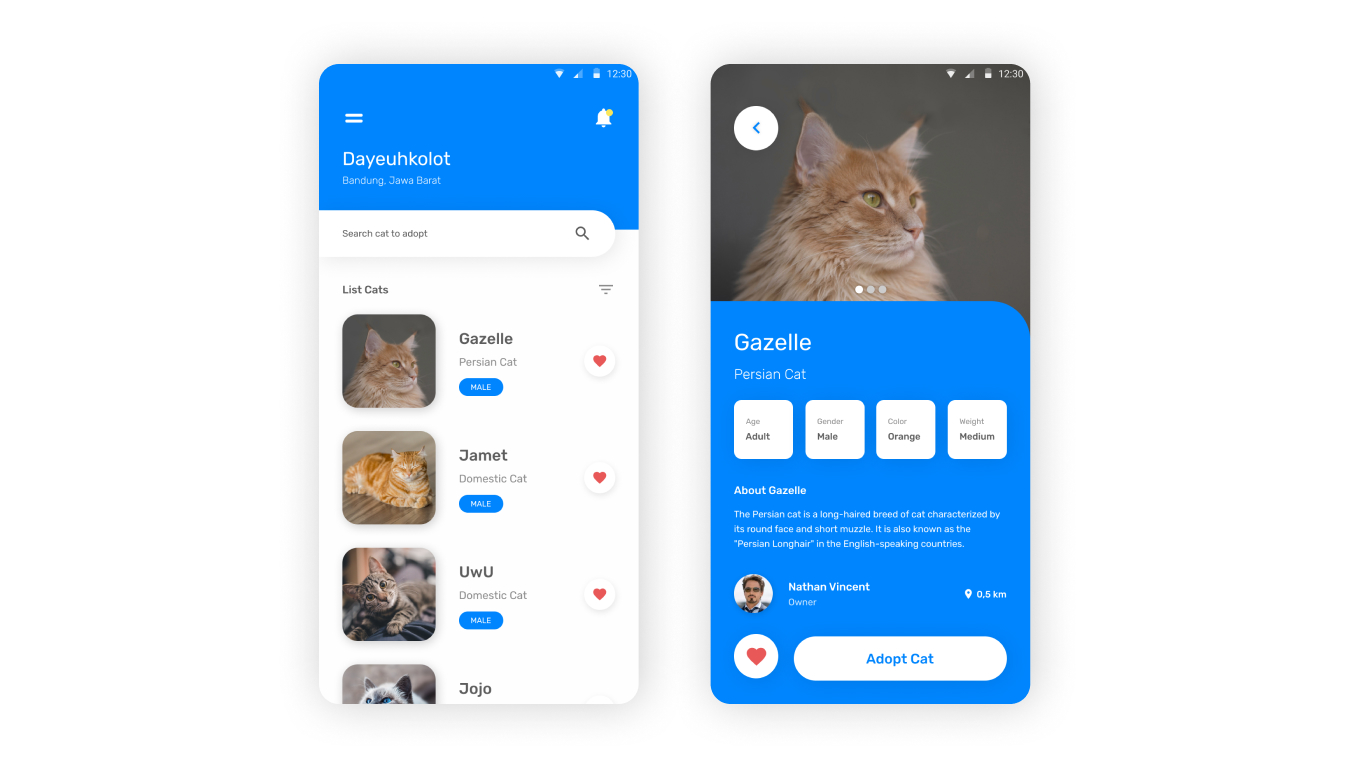 12:30
Dayeuhkolot
Bandung, Jawa Barat
Search cat to adopt
List Cats
Gazelle
Persian Cat
MALE
Jamet
Domestic Cat
MALE
UwU
Domestic Cat
MALE
Jojo
12:30
Gazelle
Persian Cat
Age
Adult
Gender
Male
Color
Orange
Weight
Medium
About Gazelle
The Persian cat is a long-haired breed of cat characterized by
its round face and short muzzle. It is also known as the
"Persian Longhair" in the English-speaking countries.
Nathan Vincent
Owner
0,5 km
Adopt Cat